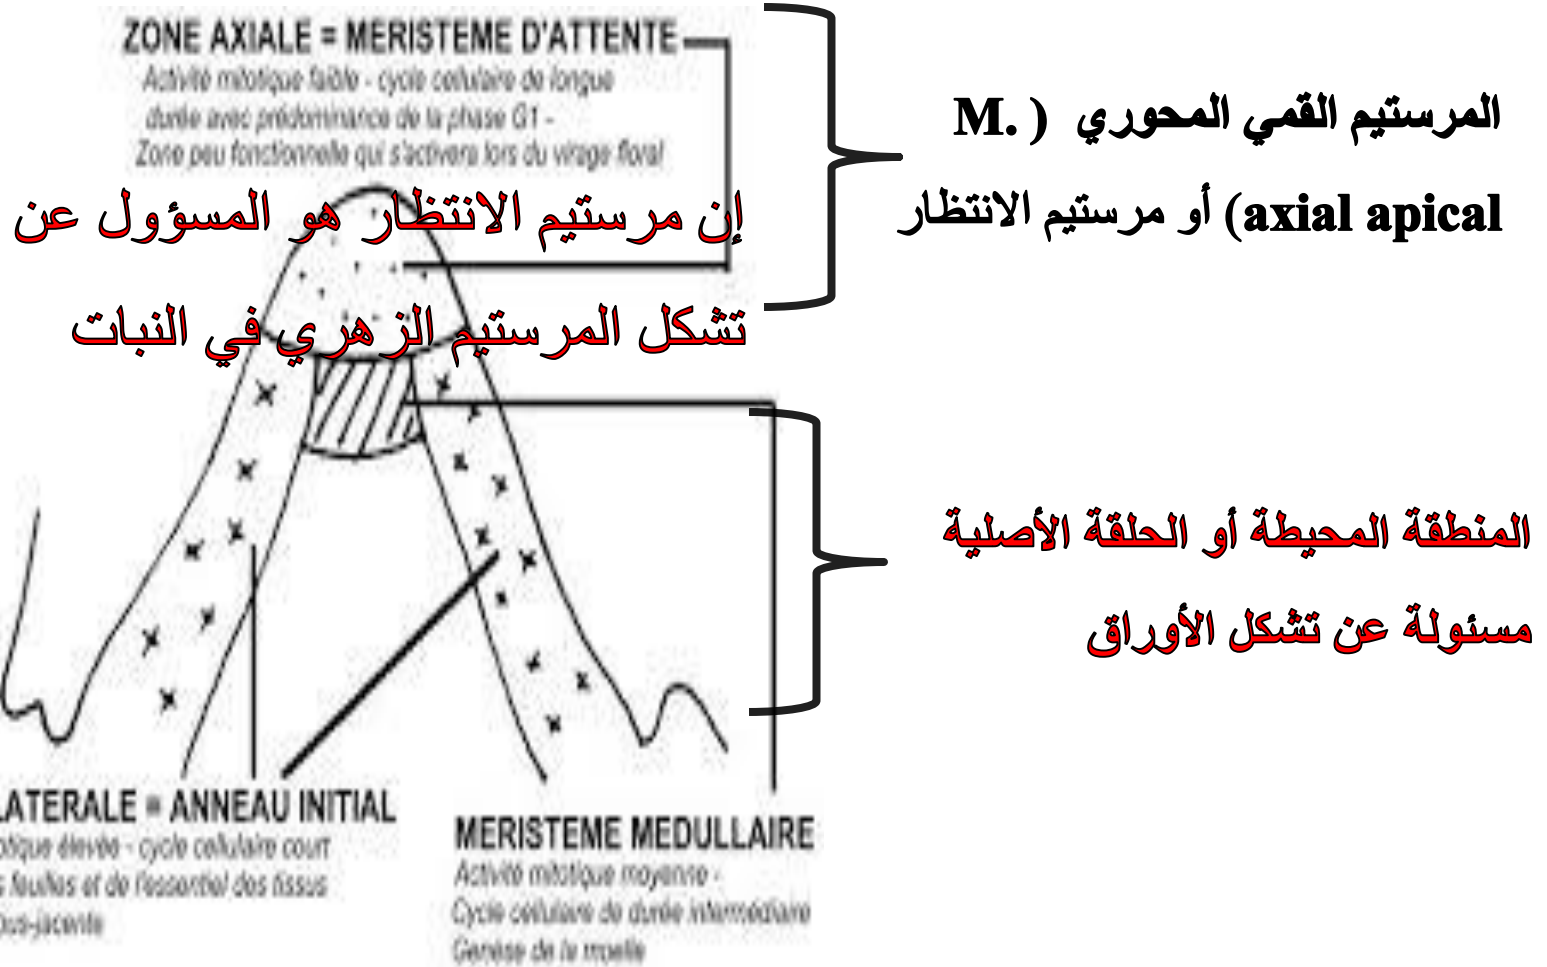 ZONE AXIALE = MERISTEME D'ATTENTE
Activité mitotique faible - cycle cellulaire de longue
durée avec prédominance de la phase G1 -
Zone peu fonctionnelle qui s'activera lors du virage floral
المرستيم القمي المحوري ( M.
axial apical) أو مرستيم الانتظار
إن مرستيم الانتظار هو المسؤول عن
تشكل المرستيم الزهري في النبات
المنطقة المحيطة أو الحلقة الأصلية
مسئولة عن تشكل الأوراق
LATERALE = ANNEAU INITIAL
otique élevée - cycle cellulaire court
s feuilles et de l'essentiel des tissus
ous-jacente
MERISTEME MEDULLAIRE
Activité mitotique moyenne -
Cycle cellulaire de durée intermédiaire
Genèse de la moelle